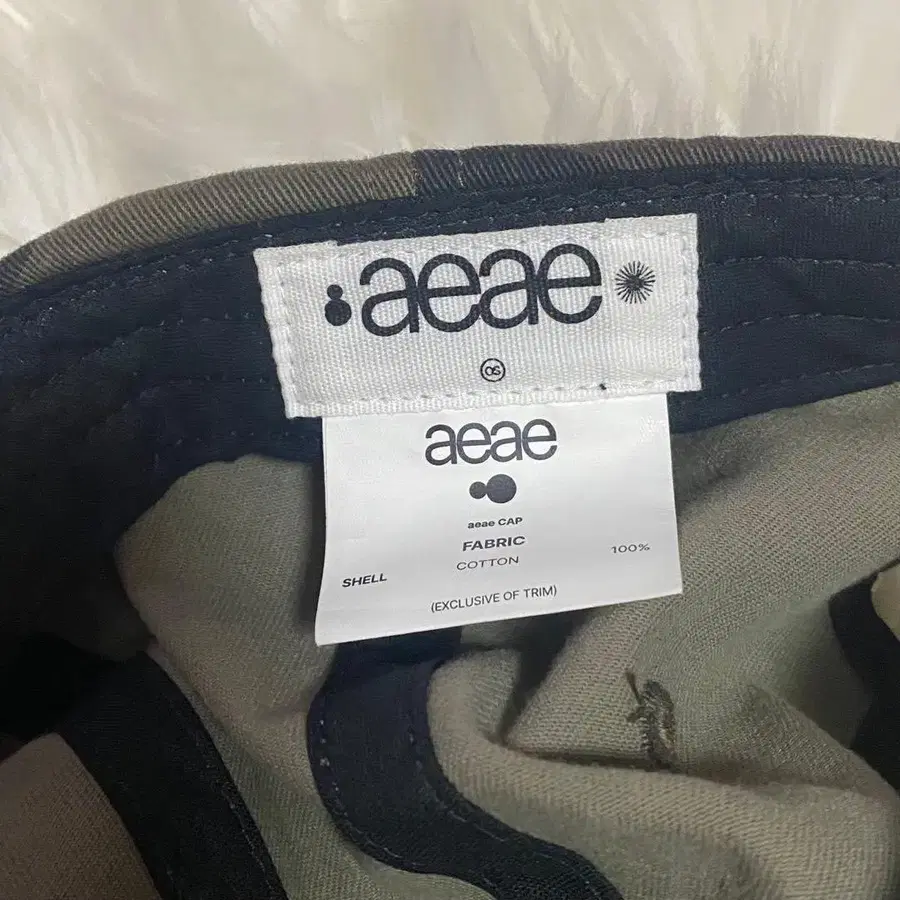 aeae
OS
aeae
aeae CAP
FABRIC
SHELL COTTON 100%
(EXCLUSIVE OF TRIM)